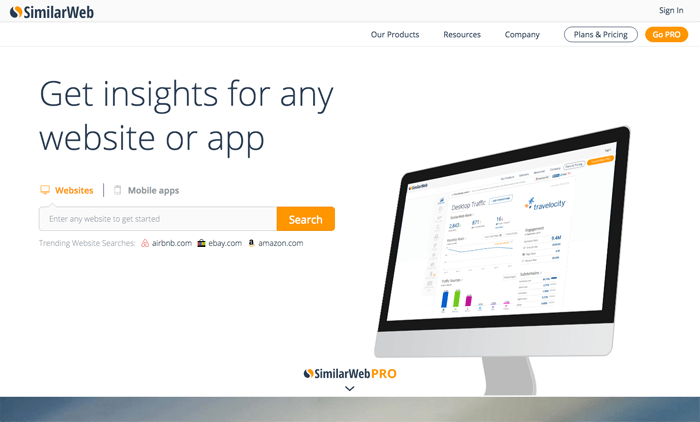 SimilarWeb
Sign In
Our Products
Resources
Company
Plans & Pricing
Go PRO
Get insights for any
website or app
Websites
Mobile apps
Enter any website to get started
Search
Trending Website Searches: airbnb.com ebay.com amazon.com
SimilarWeb
Desktop Traffic
travelocity
Engagement
SimilarWebPRO